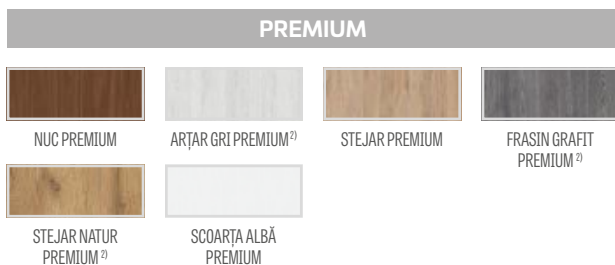 PREMIUM
NUC PREMIUM
ARȚAR GRI PREMIUM 2)
STEJAR PREMIUM
FRASIN GRAFIT
PREMIUM 2)
STEJAR NATUR
PREMIUM 2)
SCOARȚA ALBĂ
PREMIUM